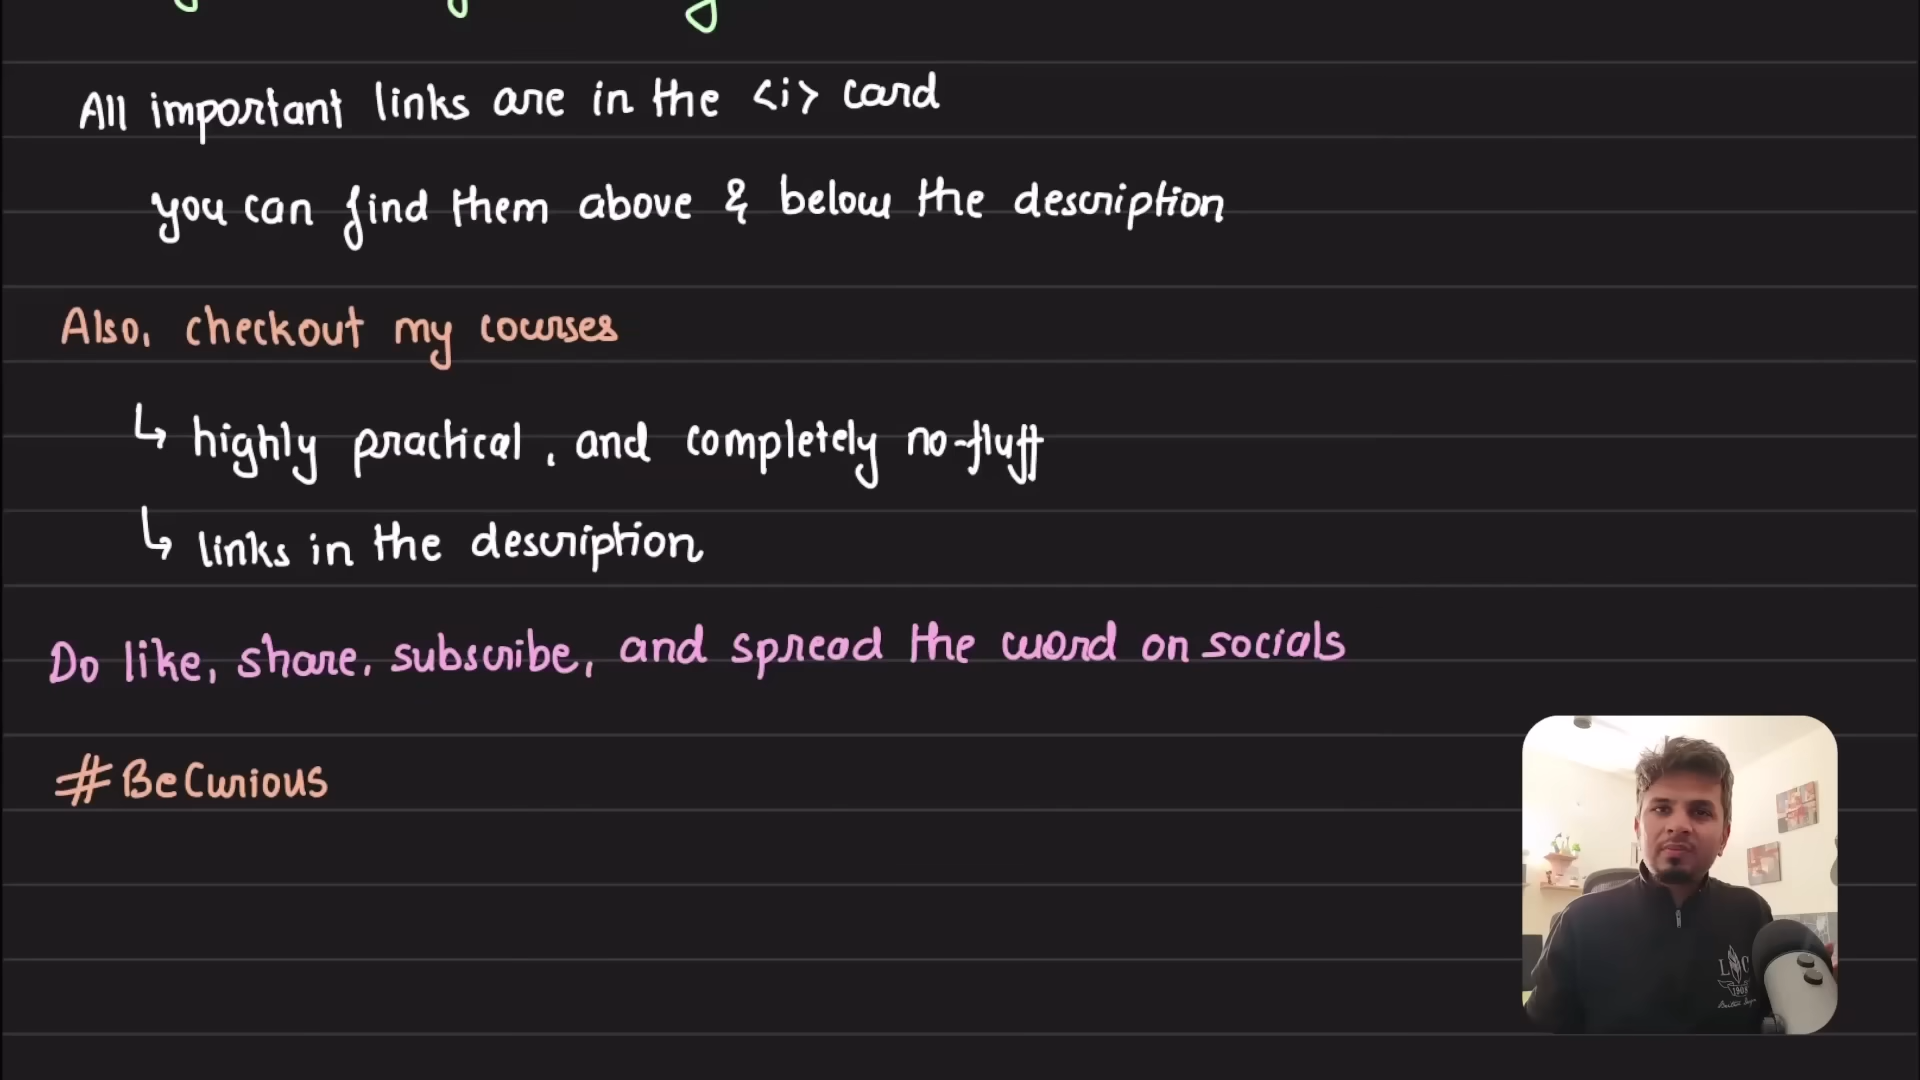 All important links are in the <i> card
you can find them above & below the description
Also, checkout my courses
↳ highly practical, and completely no-fluff
↳ links in the description
Do like, share, subscribe, and spread the word on socials
#BeCurious
L C
1908